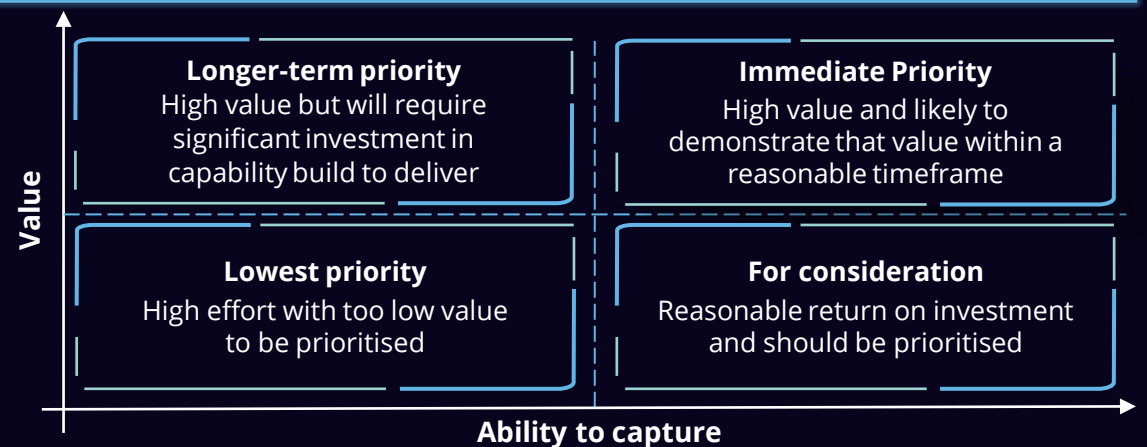 Longer-term priority
High value but will require
significant investment in
capability build to deliver
Immediate Priority
High value and likely to
demonstrate that value within a
reasonable timeframe
Value
Lowest priority
High effort with too low value
to be prioritised
For consideration
Reasonable return on investment
and should be prioritised
Ability to capture